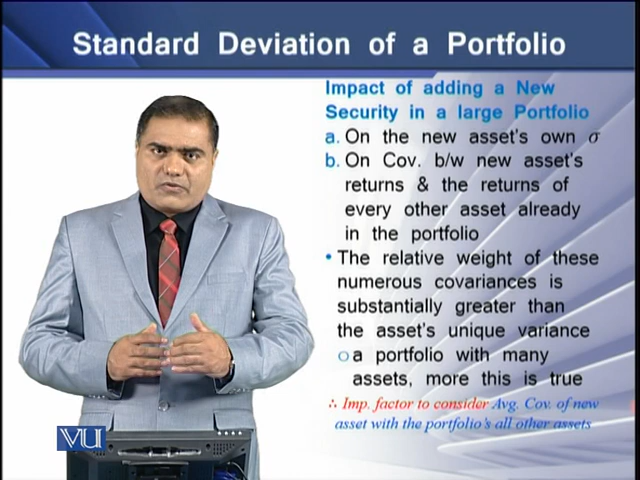 Standard Deviation of a Portfolio
Impact of adding a New
Security in a large Portfolio
a. On the new asset's own σ
b. On Cov. b/w new asset's
returns & the returns of
every other asset already
in the portfolio
• The relative weight of these
numerous covariances is
substantially greater than
the asset's unique variance
o a portfolio with many
assets, more this is true
∴ Imp. factor to consider Avg. Cov. of new
asset with the portfolio's all other assets
VU